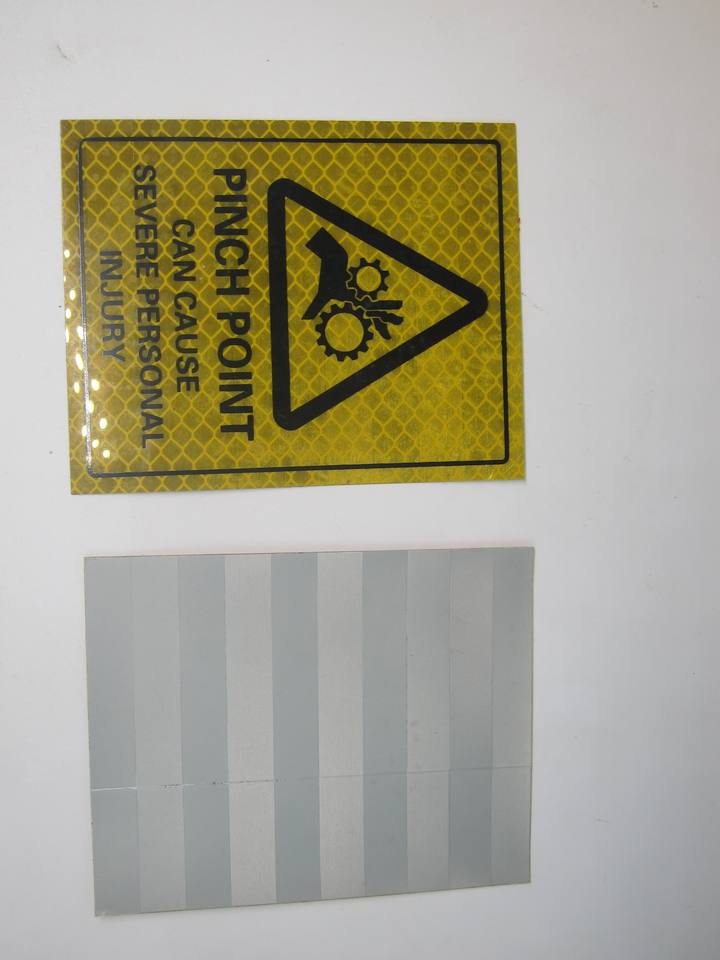 PINCH POINT
CAN CAUSE
SEVERE PERSONAL
INJURY